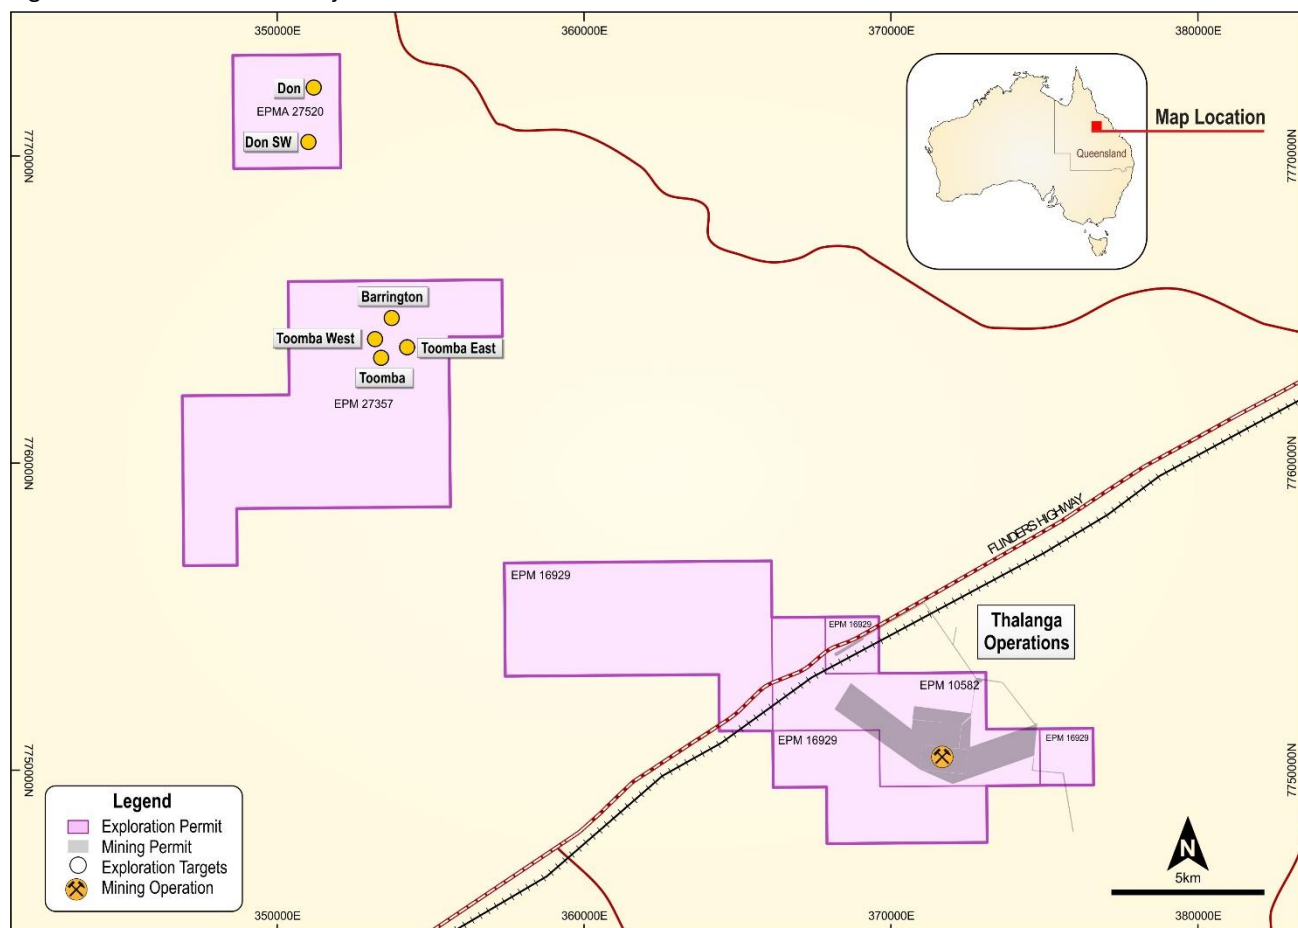 350000E
360000E
370000E
380000E
Don
EPMA 27520
Don SW
7770000N
7770000N
Map Location
Queensland
Barrington
Toomba West
Toomba East
Toomba
EPM 27357
7760000N
7760000N
FLINDERS HIGHWAY
EPM 16929
EPM 16929
Thalanga
Operations
EPM 10582
EPM 16929
EPM 16929
7750000N
7750000N
Legend
Exploration Permit
Mining Permit
Exploration Targets
Mining Operation
N
5km
350000E
360000E
370000E
380000E